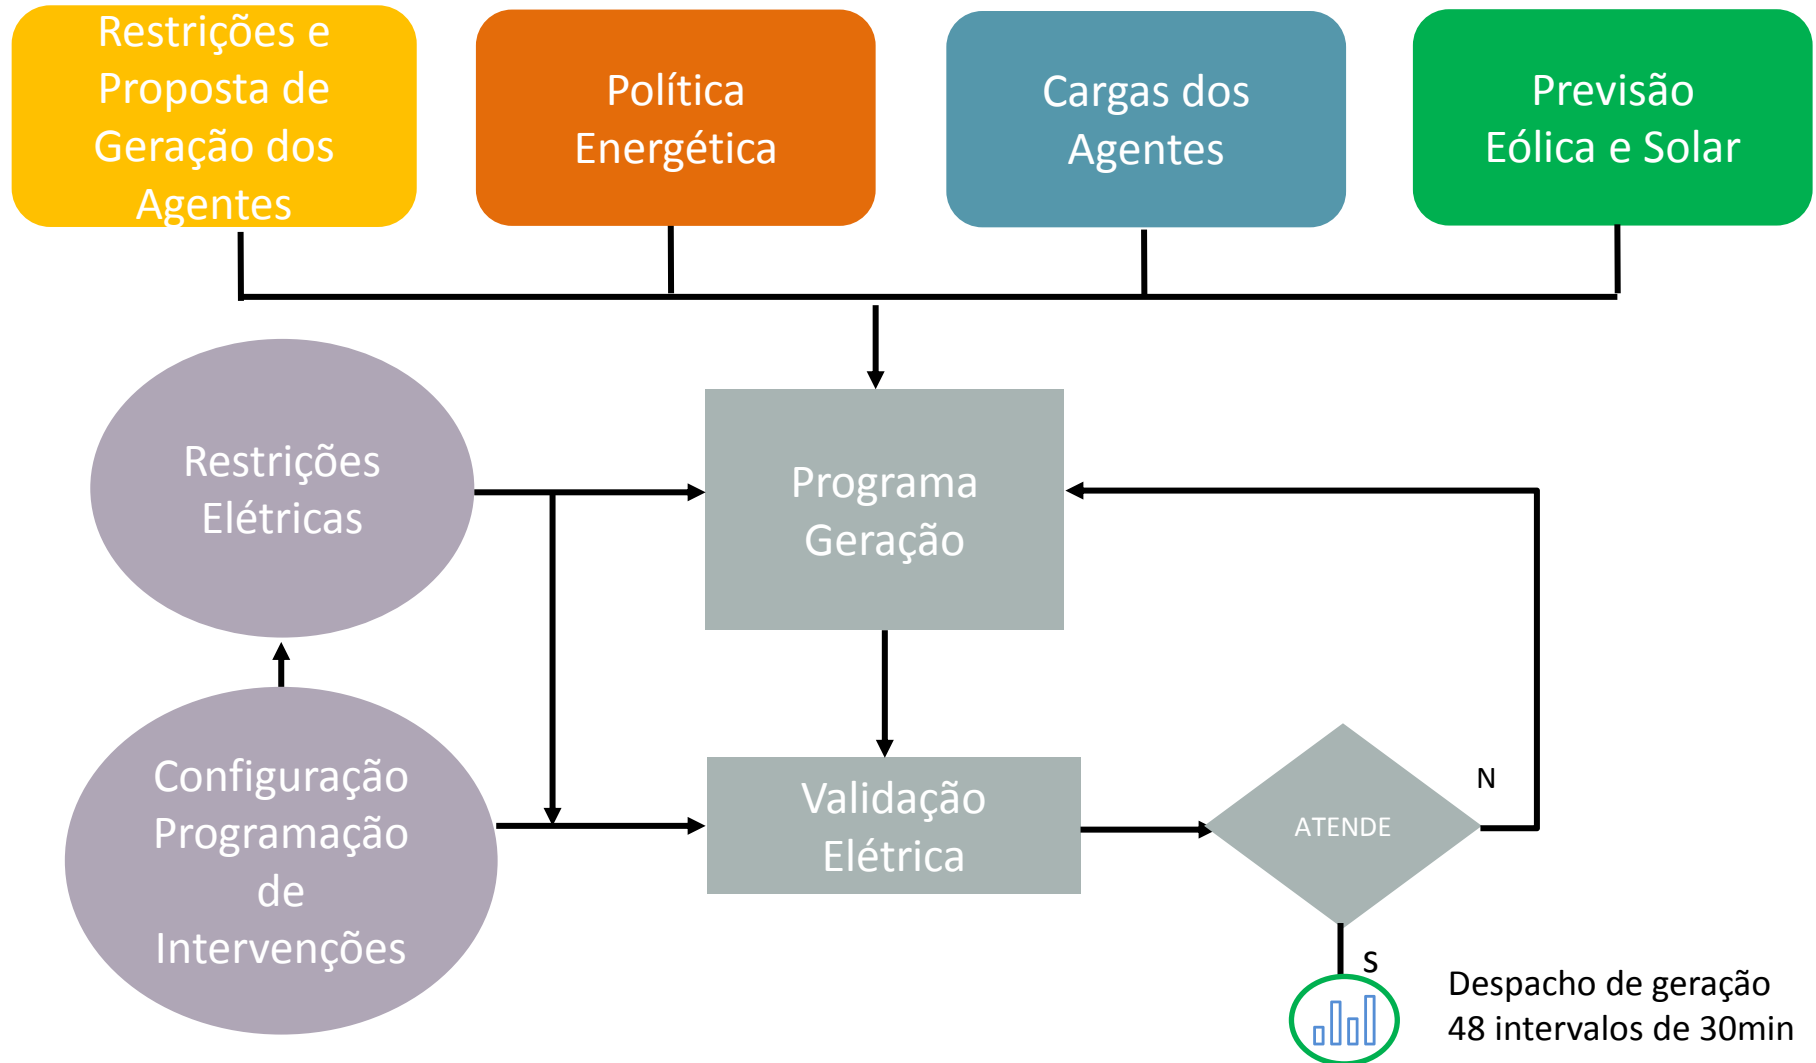 Restrições e
Proposta de
Geração dos
Agentes
Política
Energética
Cargas dos
Agentes
Previsão
Eólica e Solar
Restrições
Elétricas
Programa
Geração
Configuração
Programação
de
Intervenções
Validação
Elétrica
ATENDE
N
S
Despacho de geração
48 intervalos de 30min